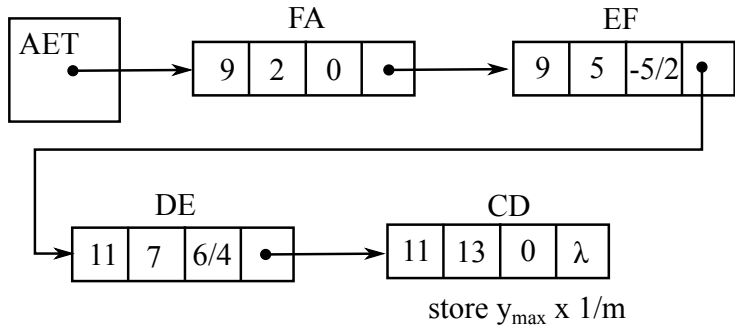 FA EF
AET
9 2 0
9 5 -5/2
DE CD
11 7 6/4
11 13 0 λ
store y_max x 1/m